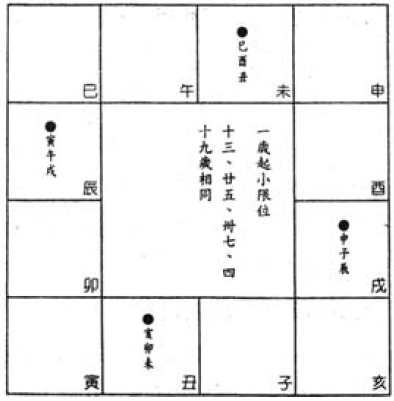 巳
午
●巳酉丑
未
申
●寅午戌
辰
一歲起小限位
十三、廿五、卅七、四
十九歲相同
酉
卯
●申子辰
戌
寅
●亥卯未
丑
子
亥